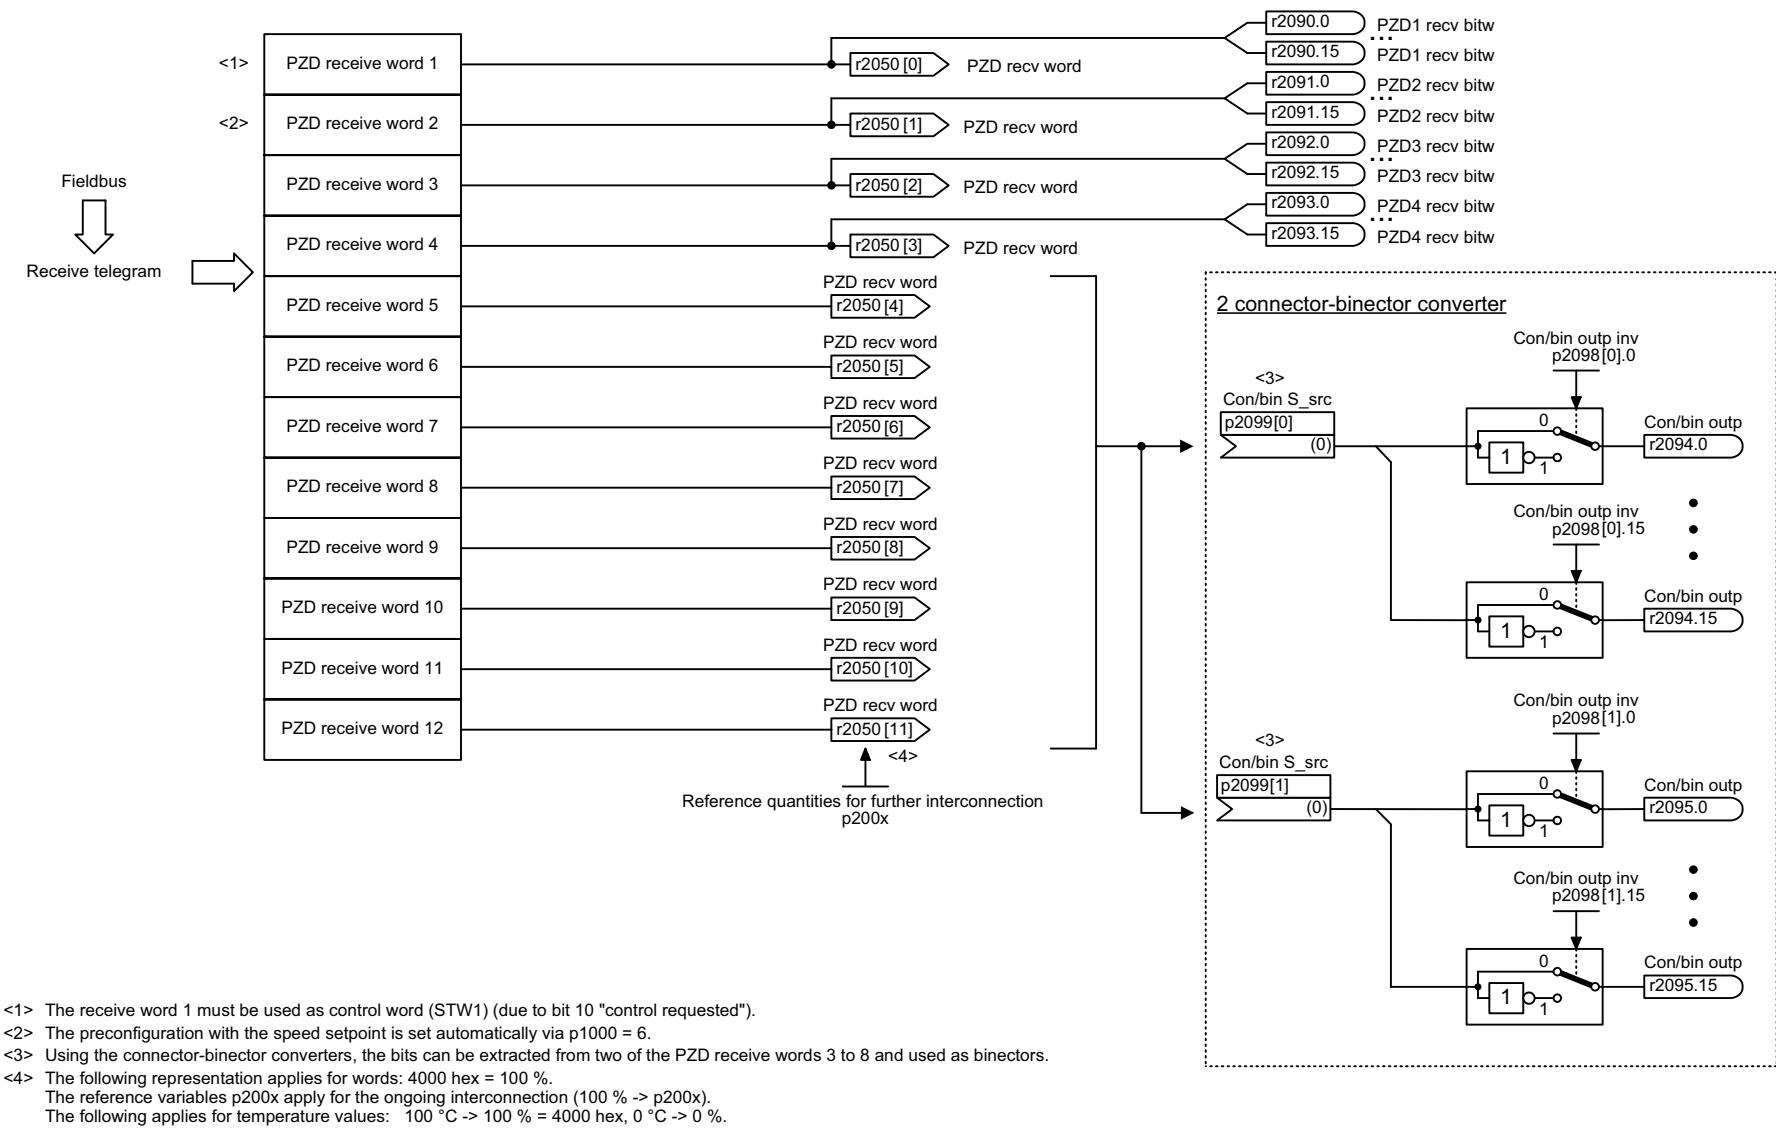 <1>
PZD receive word 1
r2050 [0]
PZD recv word
r2090.0
PZD1 recv bitw
...
r2090.15
PZD1 recv bitw
<2>
PZD receive word 2
r2050 [1]
PZD recv word
r2091.0
PZD2 recv bitw
...
r2091.15
PZD2 recv bitw
PZD receive word 3
r2050 [2]
PZD recv word
r2092.0
PZD3 recv bitw
...
r2092.15
PZD3 recv bitw
PZD receive word 4
r2050 [3]
PZD recv word
r2093.0
PZD4 recv bitw
...
r2093.15
PZD4 recv bitw
Fieldbus
Receive telegram
PZD receive word 5
PZD recv word
r2050 [4]
PZD receive word 6
PZD recv word
r2050 [5]
PZD receive word 7
PZD recv word
r2050 [6]
PZD receive word 8
PZD recv word
r2050 [7]
PZD receive word 9
PZD recv word
r2050 [8]
PZD receive word 10
PZD recv word
r2050 [9]
PZD receive word 11
PZD recv word
r2050 [10]
PZD receive word 12
PZD recv word
r2050 [11]
<4>
Reference quantities for further interconnection
p200x
2 connector-binector converter
<3>
Con/bin S_src
p2099[0]
(0)
Con/bin outp inv
p2098[0].0
0
1
1
Con/bin outp
r2094.0
Con/bin outp inv
p2098[0].15
0
1
1
Con/bin outp
r2094.15
<3>
Con/bin S_src
p2099[1]
(0)
Con/bin outp inv
p2098[1].0
0
1
1
Con/bin outp
r2095.0
Con/bin outp inv
p2098[1].15
0
1
1
Con/bin outp
r2095.15
<1> The receive word 1 must be used as control word (STW1) (due to bit 10 "control requested").
<2> The preconfiguration with the speed setpoint is set automatically via p1000 = 6.
<3> Using the connector-binector converters, the bits can be extracted from two of the PZD receive words 3 to 8 and used as binectors.
<4> The following representation applies for words: 4000 hex = 100 %.
The reference variables p200x apply for the ongoing interconnection (100 % -> p200x).
The following applies for temperature values: 100 °C -> 100 % = 4000 hex, 0 °C -> 0 %.